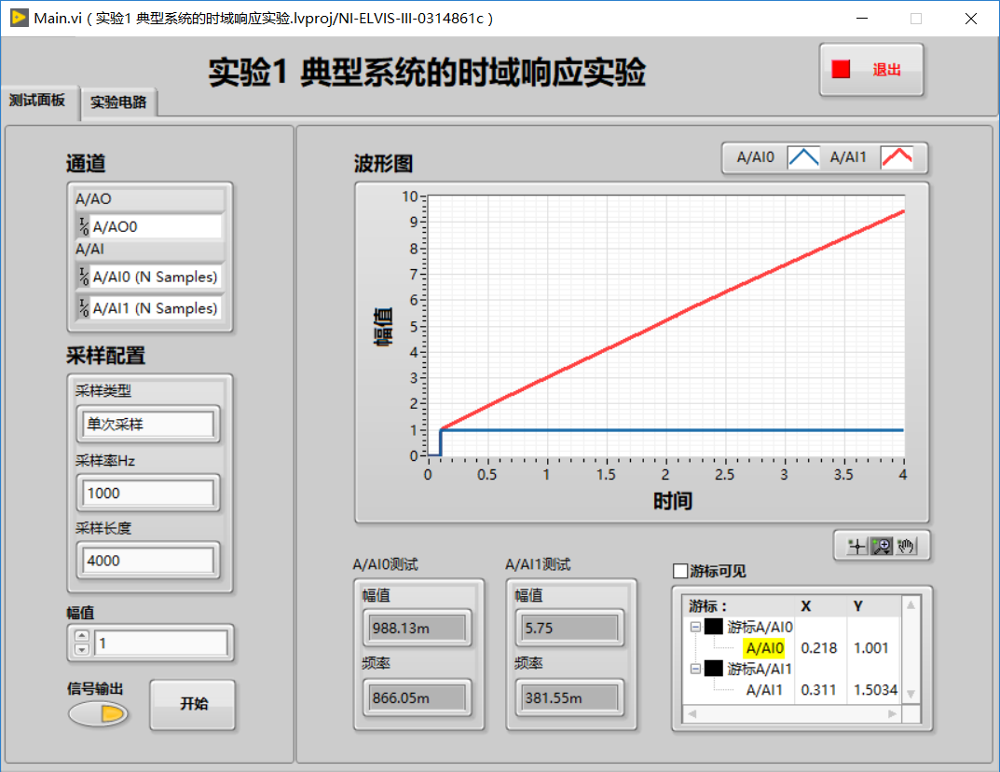 Main.vi ( 实验1 典型系统的时域响应实验.lvproj/NI-ELVIS-III-0314861c )
实验1 典型系统的时域响应实验
退出
测试面板
实验电路
通道
A/AO
A/AO0
A/AI
A/AI0 (N Samples)
A/AI1 (N Samples)
采样配置
采样类型
单次采样
采样率Hz
1000
采样长度
4000
幅值
1
信号输出
开始
波形图
A/AI0 A/AI1
幅值
10
9
8
7
6
5
4
3
2
1
0
0 0.5 1 1.5 2 2.5 3 3.5 4
时间
A/AI0测试
幅值
988.13m
频率
866.05m
A/AI1测试
幅值
5.75
频率
381.55m
游标可见
游标： X Y
游标A/AI0
A/AI0 0.218 1.001
游标A/AI1
A/AI1 0.311 1.5034